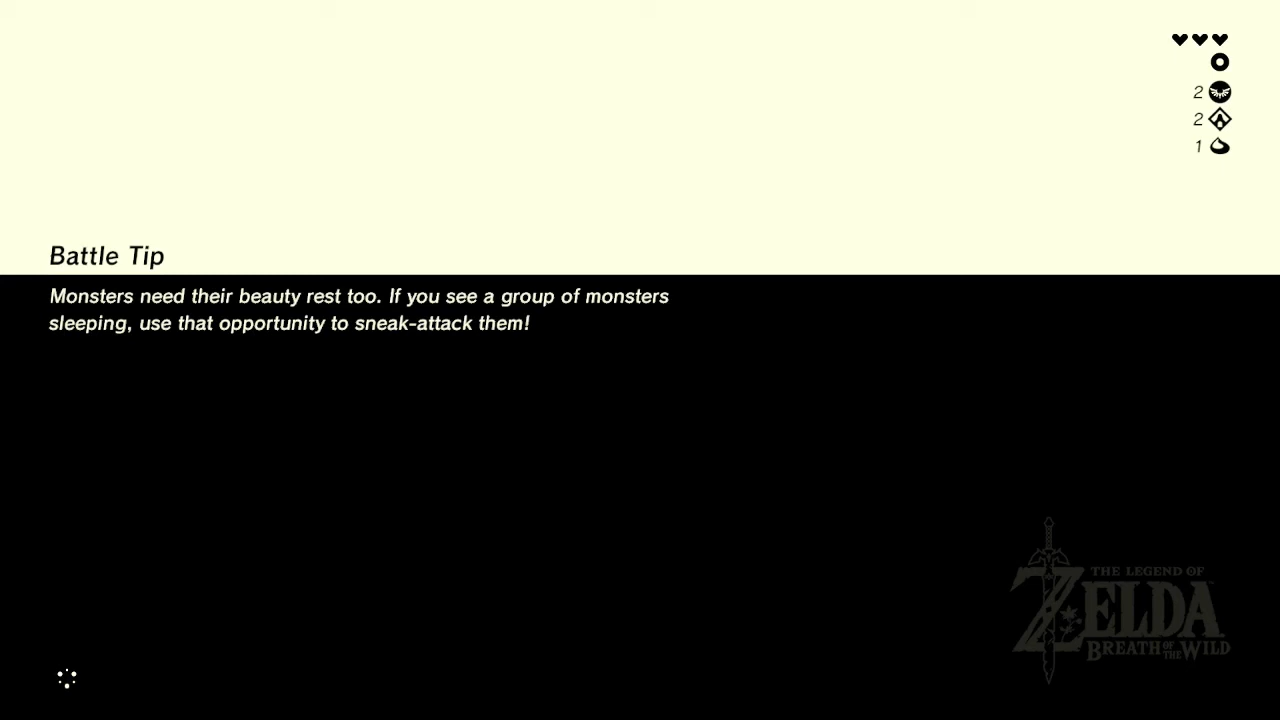 2
2
1
Battle Tip
Monsters need their beauty rest too. If you see a group of monsters
sleeping, use that opportunity to sneak-attack them!
THE LEGEND OF
ZELDA
BREATH OF THE WILD